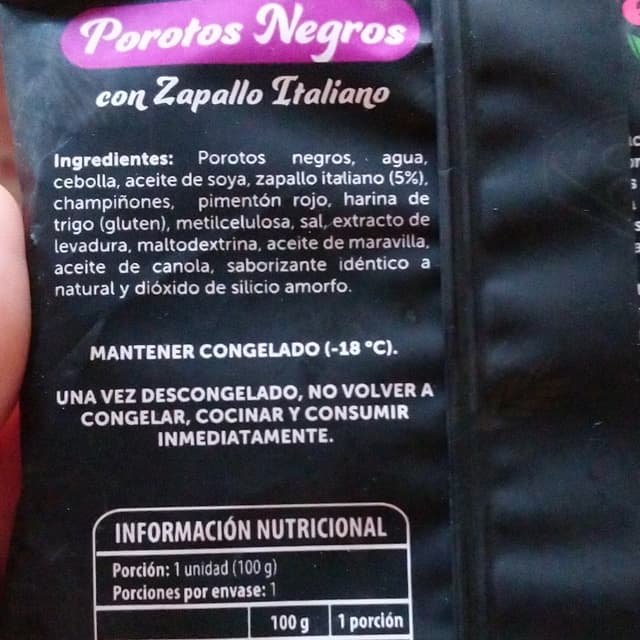 Porotos Negros
con Zapallo Italiano
Ingredientes: Porotos negros, agua,
cebolla, aceite de soya, zapallo italiano (5%),
champiñones, pimentón rojo, harina de
trigo (gluten), metilcelulosa, sal, extracto de
levadura, maltodextrina, aceite de maravilla,
aceite de canola, saborizante idéntico a
natural y dióxido de silicio amorfo.
MANTENER CONGELADO (-18 °C).
UNA VEZ DESCONGELADO, NO VOLVER A
CONGELAR, COCINAR Y CONSUMIR
INMEDIATAMENTE.
INFORMACIÓN NUTRICIONAL
Porción: 1 unidad (100 g)
Porciones por envase: 1
100 g 1 porción